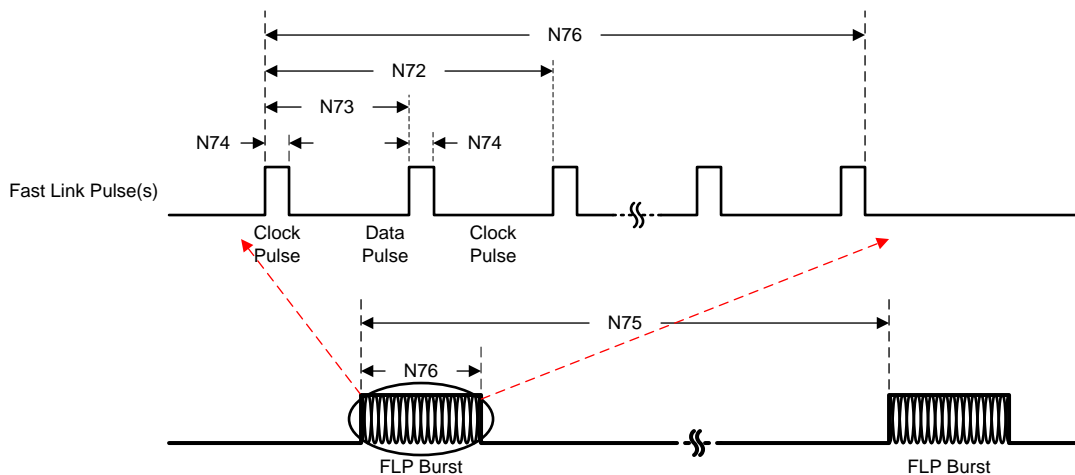 N76
N72
N73
N74
N74
Fast Link Pulse(s)
Clock
Pulse
Data
Pulse
Clock
Pulse
N75
N76
FLP Burst
FLP Burst